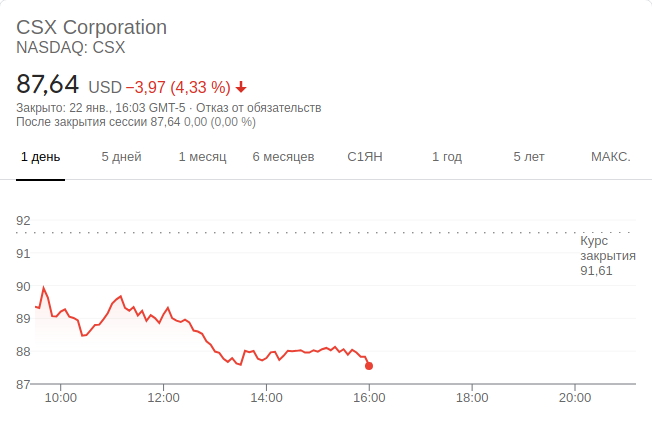 CSX Corporation
NASDAQ: CSX
87,64 USD −3,97 (4,33 %)
Закрыто: 22 янв., 16:03 GMT-5 · Отказ от обязательств
После закрытия сессии 87,64 0,00 (0,00 %)
1 день 5 дней 1 месяц 6 месяцев С1ЯН 1 год 5 лет МАКС.
92
Курс
закрытия
91,61
91
90
89
88
87
10:00 12:00 14:00 16:00 18:00 20:00